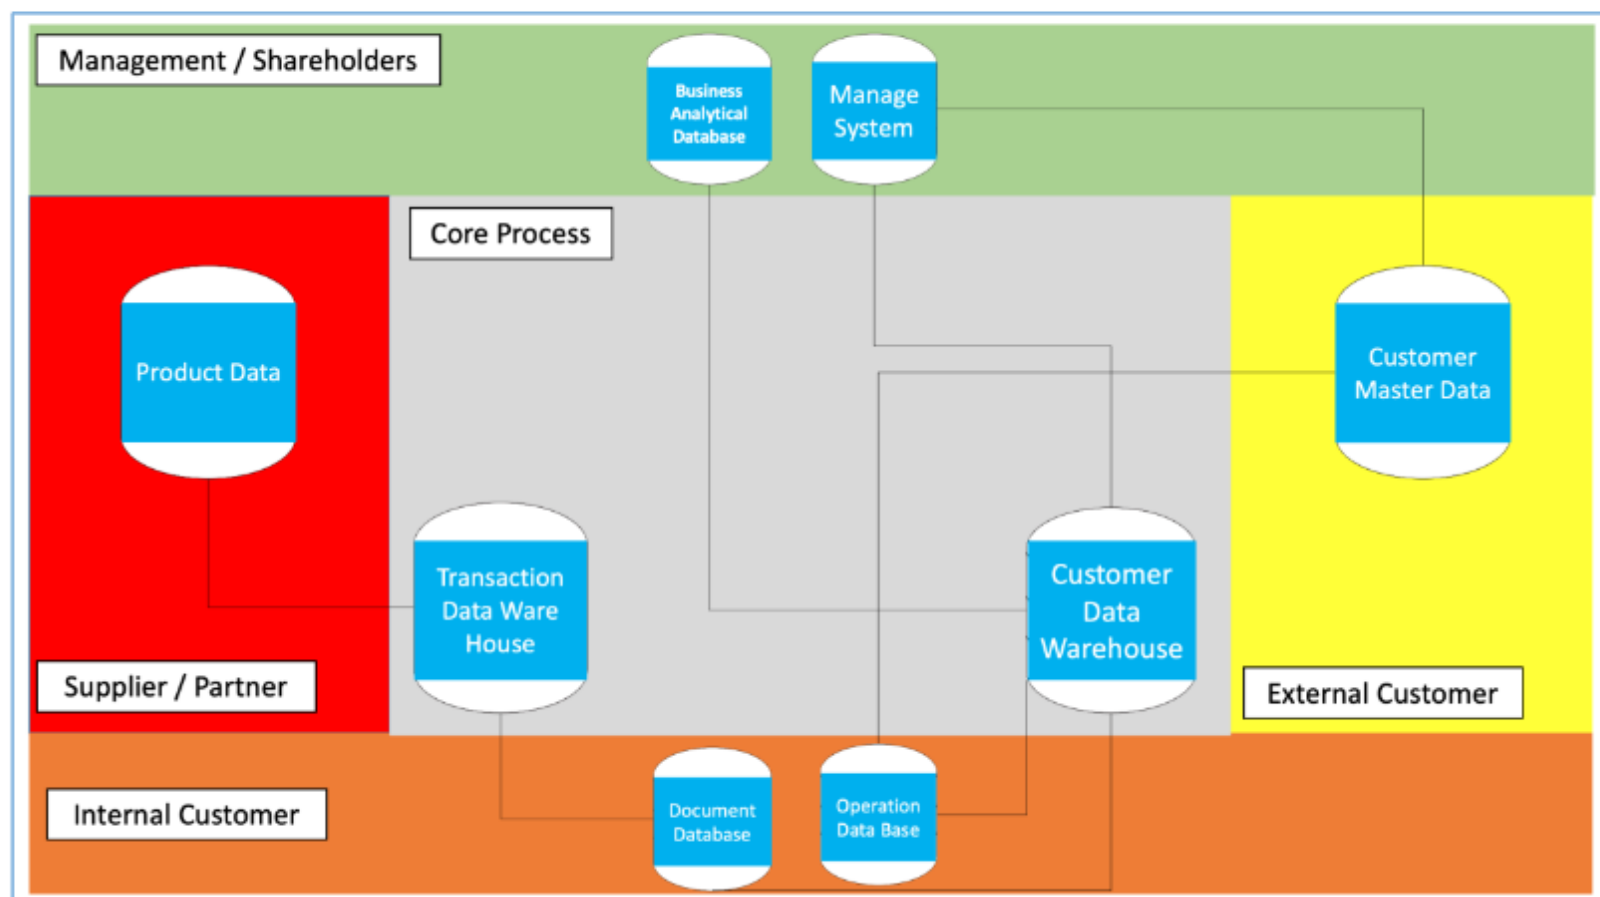 Management / Shareholders
Business
Analytical
Database
Manage
System
Core Process
Product Data
Customer
Master Data
Transaction
Data Ware
House
Customer
Data
Warehouse
Supplier / Partner
External Customer
Internal Customer
Document
Database
Operation
Data Base